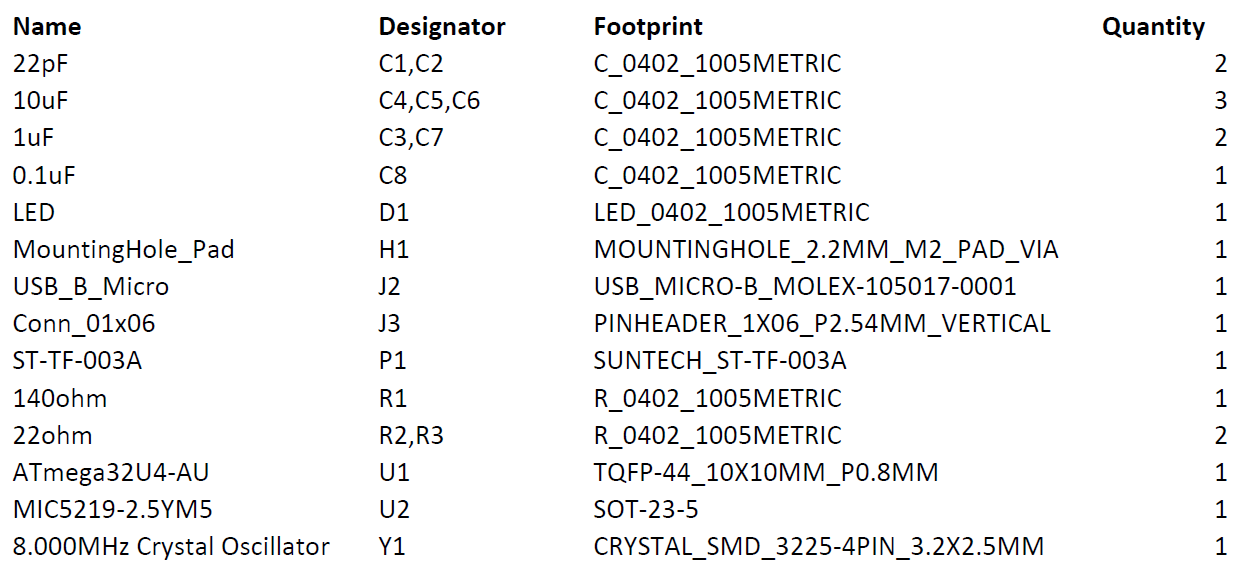 Name Designator Footprint Quantity
22pF C1,C2 C_0402_1005METRIC 2
10uF C4,C5,C6 C_0402_1005METRIC 3
1uF C3,C7 C_0402_1005METRIC 2
0.1uF C8 C_0402_1005METRIC 1
LED D1 LED_0402_1005METRIC 1
MountingHole_Pad H1 MOUNTINGHOLE_2.2MM_M2_PAD_VIA 1
USB_B_Micro J2 USB_MICRO-B_MOLEX-105017-0001 1
Conn_01x06 J3 PINHEADER_1X06_P2.54MM_VERTICAL 1
ST-TF-003A P1 SUNTECH_ST-TF-003A 1
140ohm R1 R_0402_1005METRIC 1
22ohm R2,R3 R_0402_1005METRIC 2
ATmega32U4-AU U1 TQFP-44_10X10MM_P0.8MM 1
MIC5219-2.5YM5 U2 SOT-23-5 1
8.000MHz Crystal Oscillator Y1 CRYSTAL_SMD_3225-4PIN_3.2X2.5MM 1